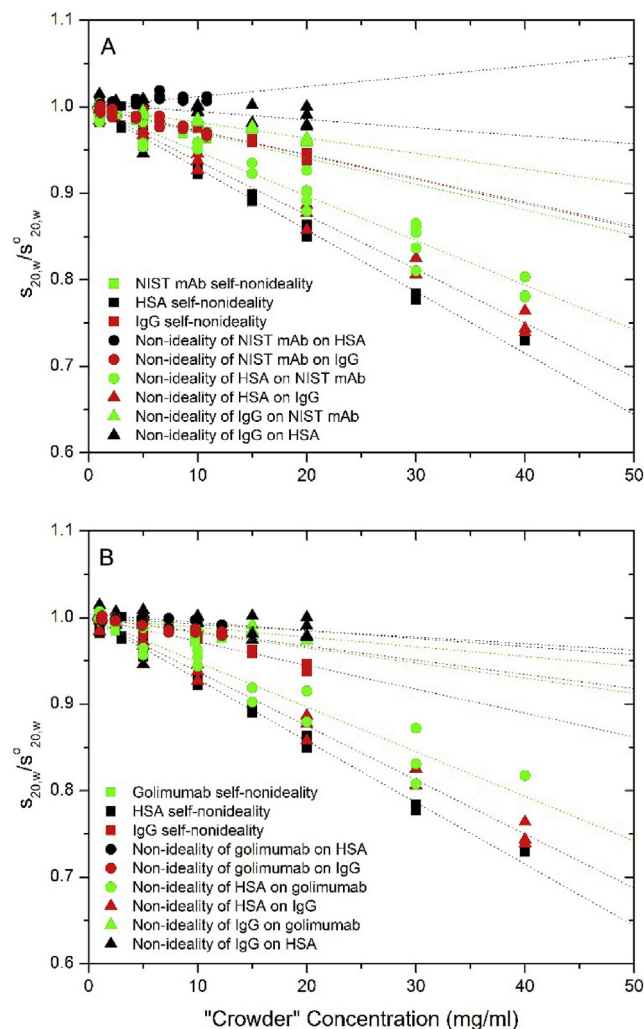 1.1
A
1.0
0.9
0.8
0.7
0.6
s20,w/s°20,w
NIST mAb self-nonideality
HSA self-nonideality
IgG self-nonideality
Non-ideality of NIST mAb on HSA
Non-ideality of NIST mAb on IgG
Non-ideality of HSA on NIST mAb
Non-ideality of HSA on IgG
Non-ideality of IgG on NIST mAb
Non-ideality of IgG on HSA
0 10 20 30 40 50
1.1
B
1.0
0.9
0.8
0.7
0.6
s20,w/s°20,w
Golimumab self-nonideality
HSA self-nonideality
IgG self-nonideality
Non-ideality of golimumab on HSA
Non-ideality of golimumab on IgG
Non-ideality of HSA on golimumab
Non-ideality of HSA on IgG
Non-ideality of IgG on golimumab
Non-ideality of IgG on HSA
0 10 20 30 40 50
"Crowder" Concentration (mg/ml)